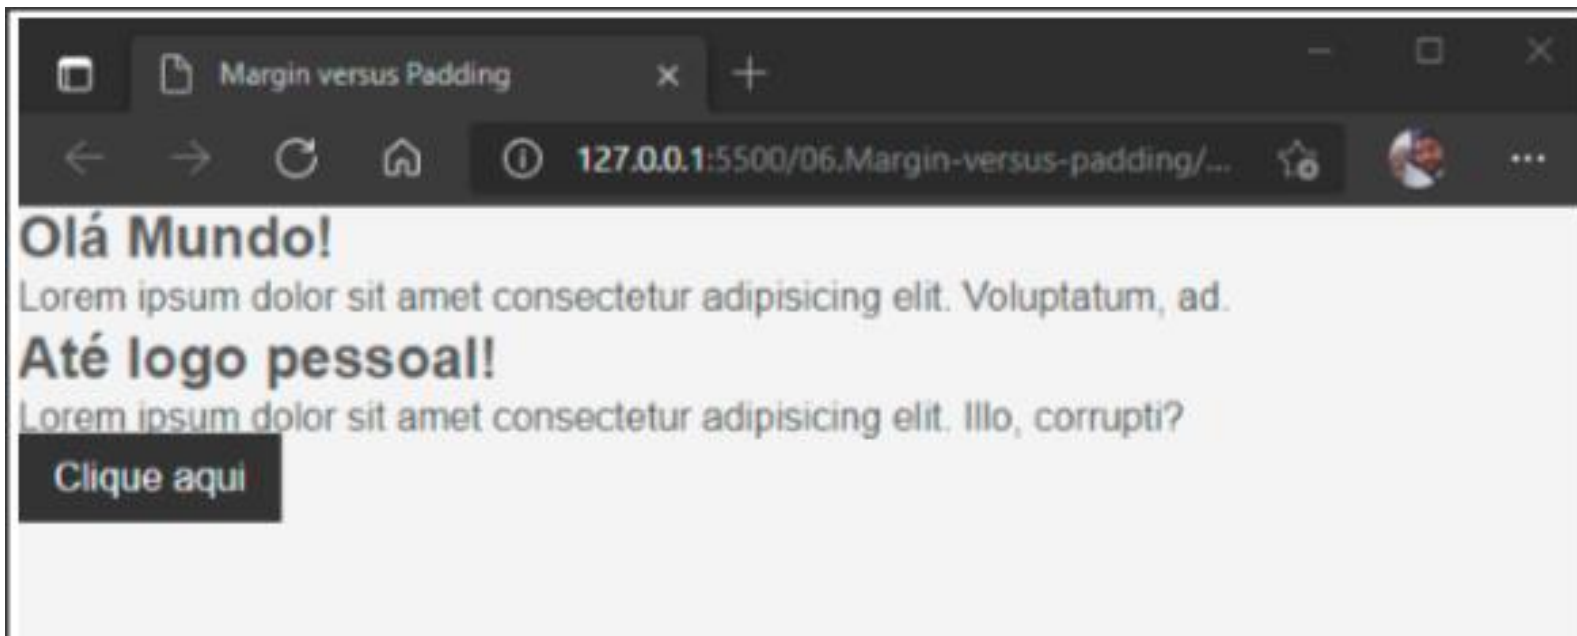 Margin versus Padding
127.0.0.1:5500/06.Margin-versus-padding/...
Olá Mundo!
Lorem ipsum dolor sit amet consectetur adipisicing elit. Voluptatum, ad.
Até logo pessoal!
Lorem ipsum dolor sit amet consectetur adipisicing elit. Illo, corrupti?
Clique aqui